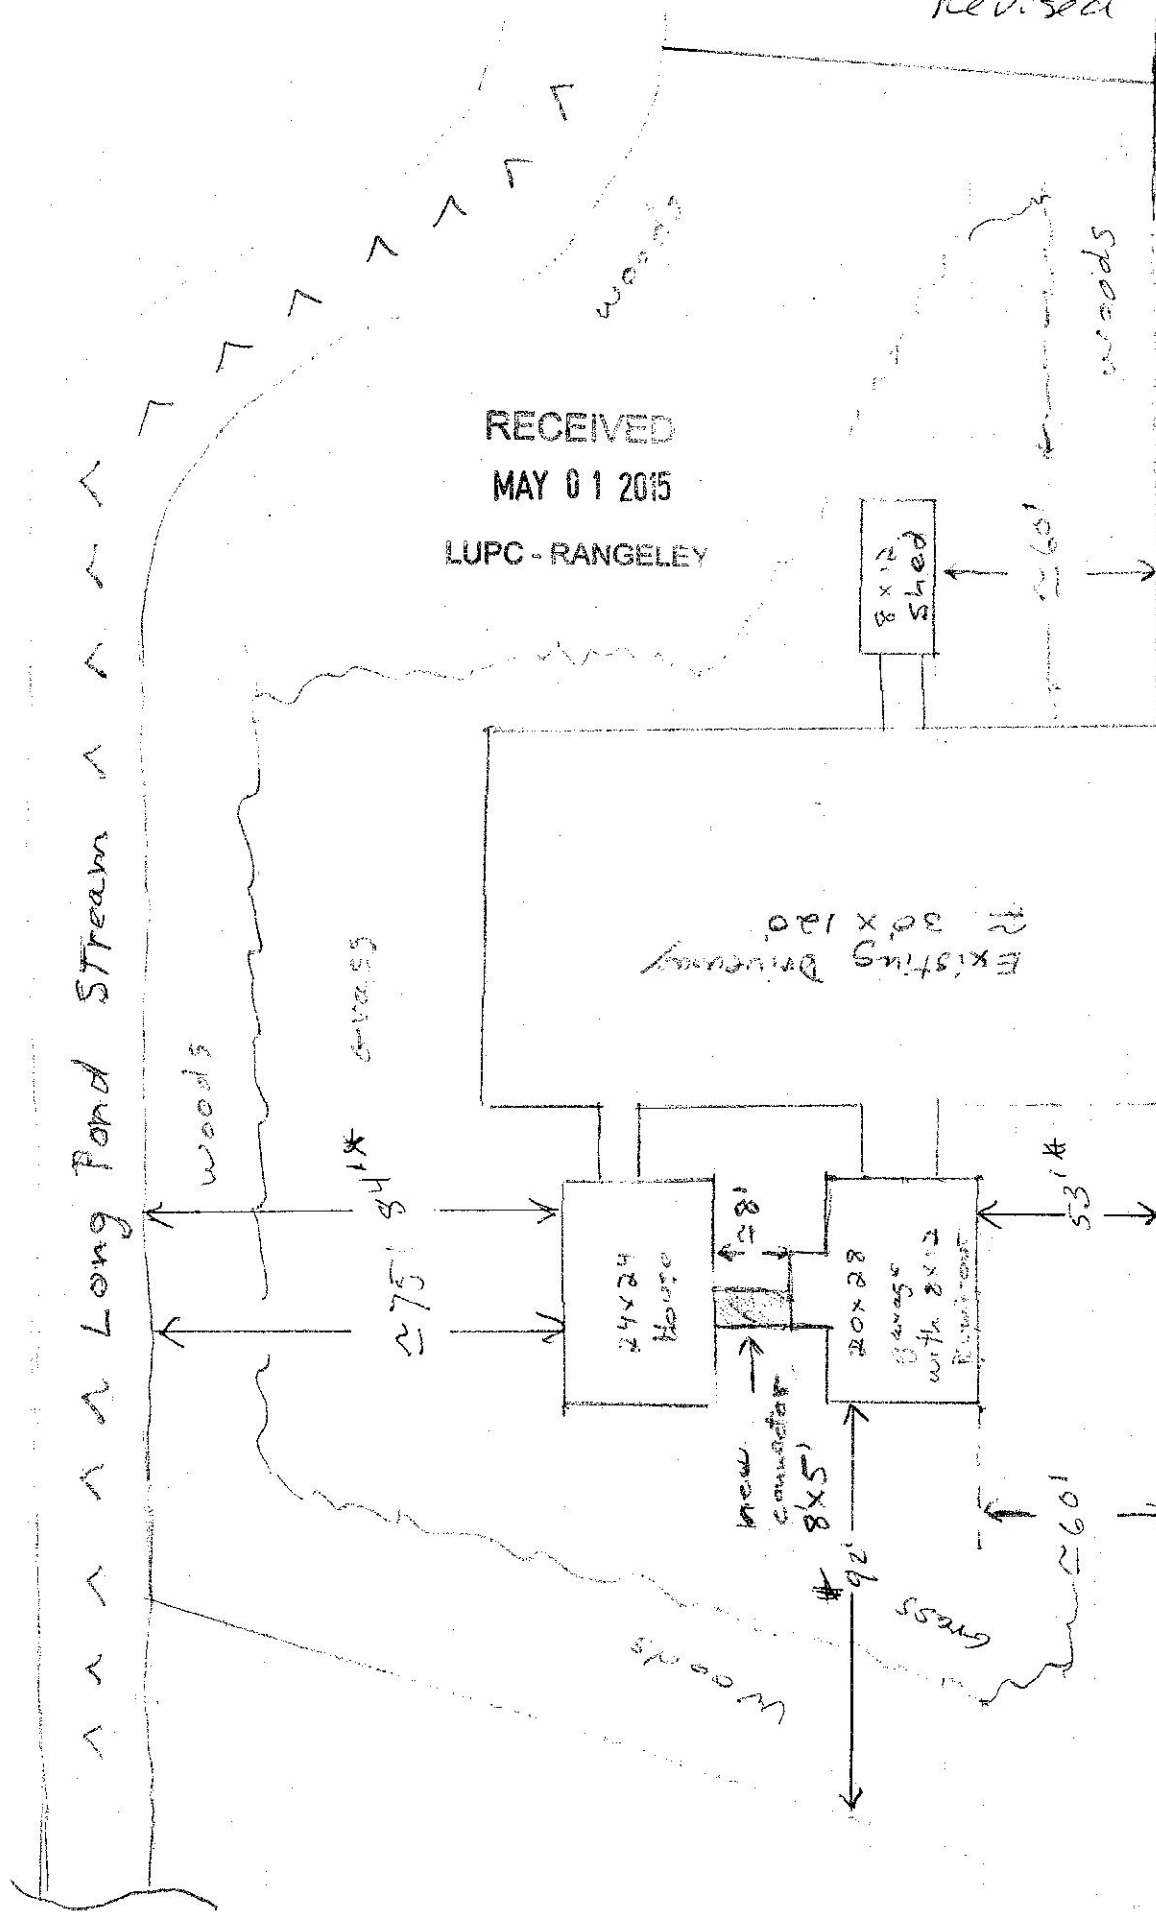 Revised
Long Pond Stream
woods
RECEIVED
MAY 01 2015
LUPC - RANGELEY
woods
woods
Grass
8x12
Shed
≃60'
Existing Driveway
30' x 120'
84'*
≃75'
24x24
House
≃8'
new
connector
8'x5'
20x28
Garage
with 8x12
53'#
# 92'
Grass
≃60'
Woods